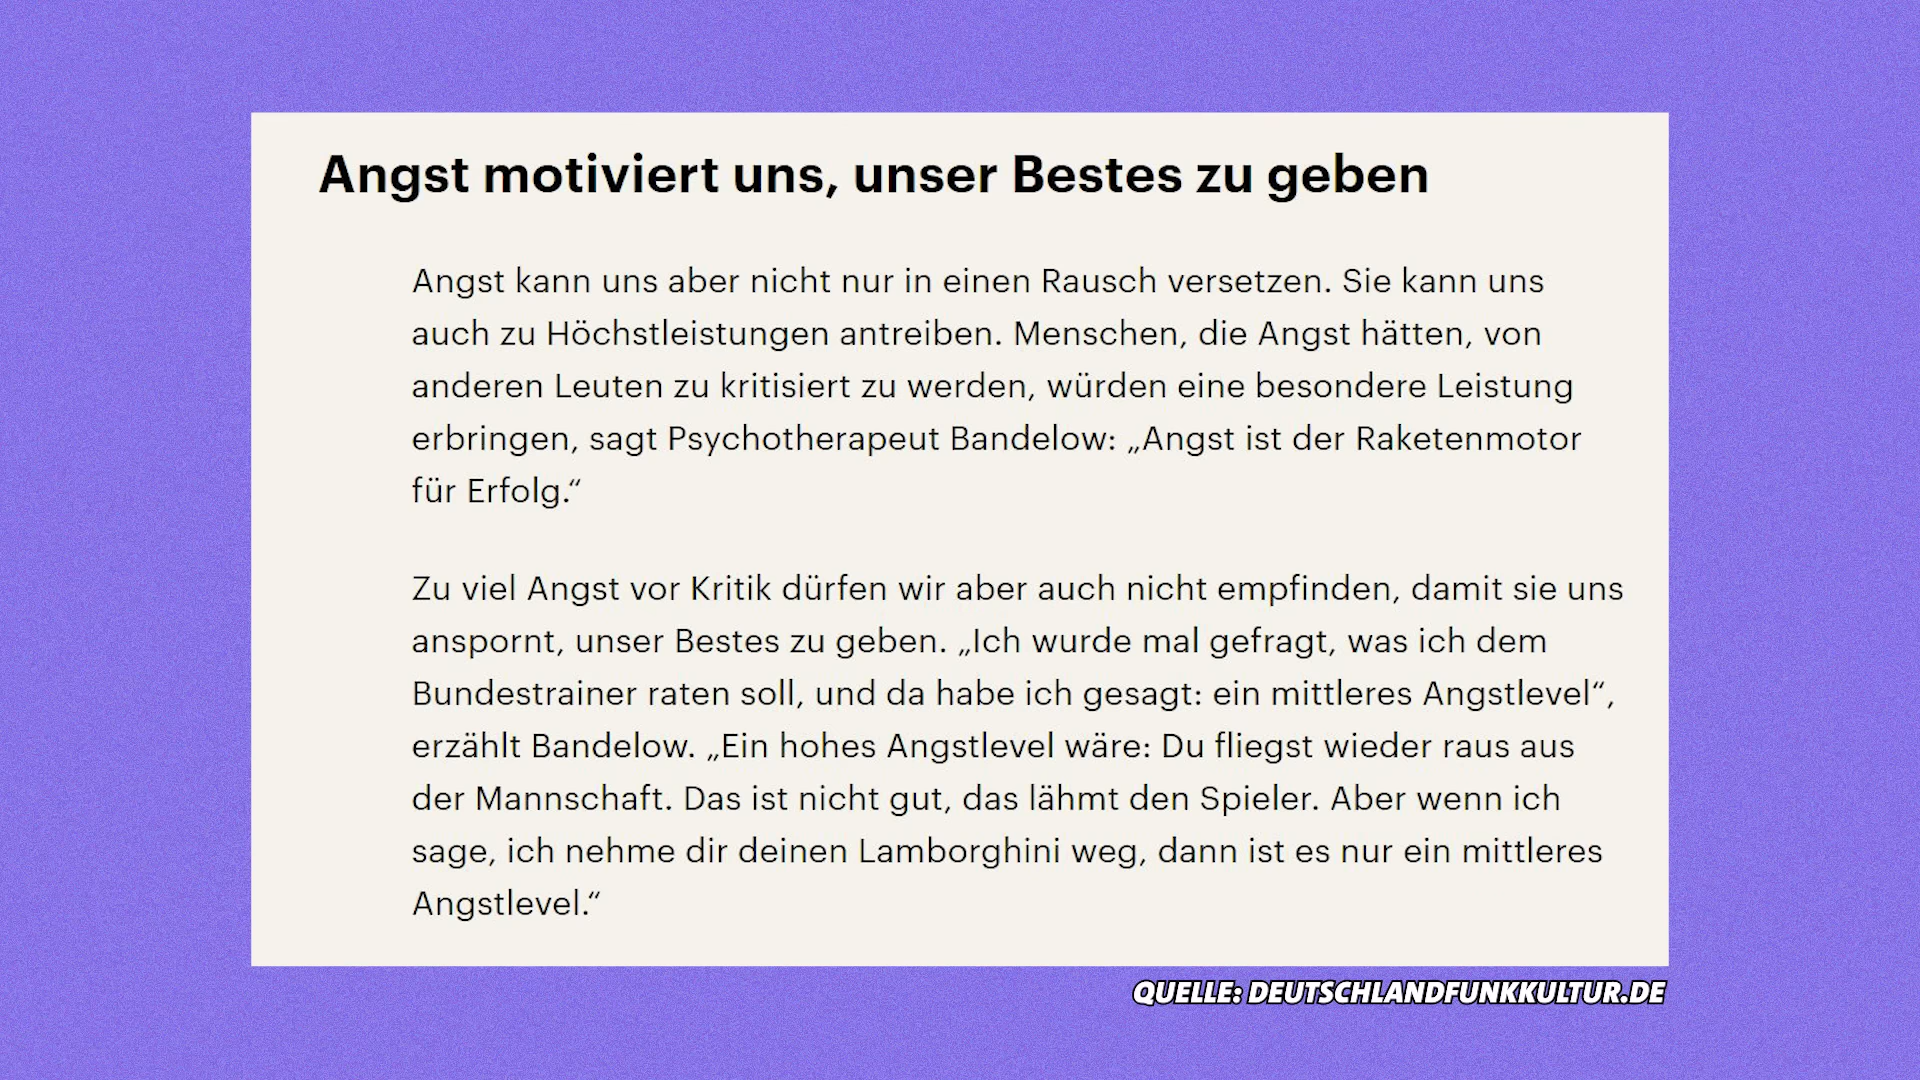 Angst motiviert uns, unser Bestes zu geben
Angst kann uns aber nicht nur in einen Rausch versetzen. Sie kann uns
auch zu Höchstleistungen antreiben. Menschen, die Angst hätten, von
anderen Leuten zu kritisiert zu werden, würden eine besondere Leistung
erbringen, sagt Psychotherapeut Bandelow: „Angst ist der Raketenmotor
für Erfolg.“
Zu viel Angst vor Kritik dürfen wir aber auch nicht empfinden, damit sie uns
anspornt, unser Bestes zu geben. „Ich wurde mal gefragt, was ich dem
Bundestrainer raten soll, und da habe ich gesagt: ein mittleres Angstlevel“,
erzählt Bandelow. „Ein hohes Angstlevel wäre: Du fliegst wieder raus aus
der Mannschaft. Das ist nicht gut, das lähmt den Spieler. Aber wenn ich
sage, ich nehme dir deinen Lamborghini weg, dann ist es nur ein mittleres
Angstlevel.“
QUELLE: DEUTSCHLANDFUNKKULTUR.DE